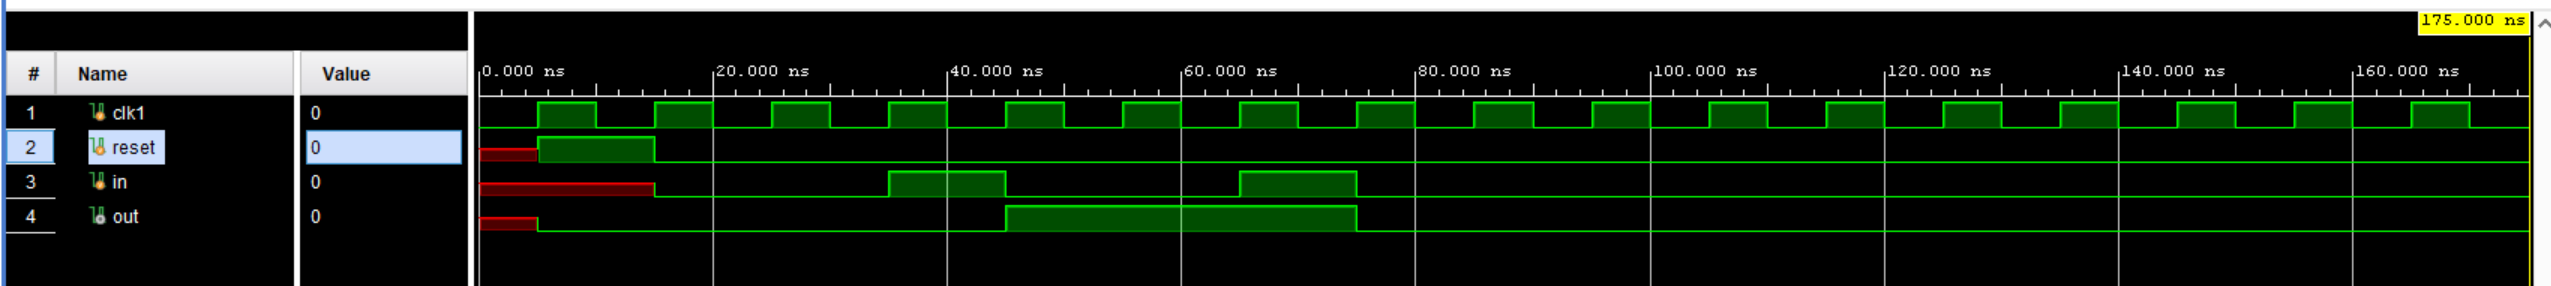 175.000 ns
# Name Value 0.000 ns 20.000 ns 40.000 ns 60.000 ns 80.000 ns 100.000 ns 120.000 ns 140.000 ns 160.000 ns
1 clk1 0
2 reset 0
3 in 0
4 out 0